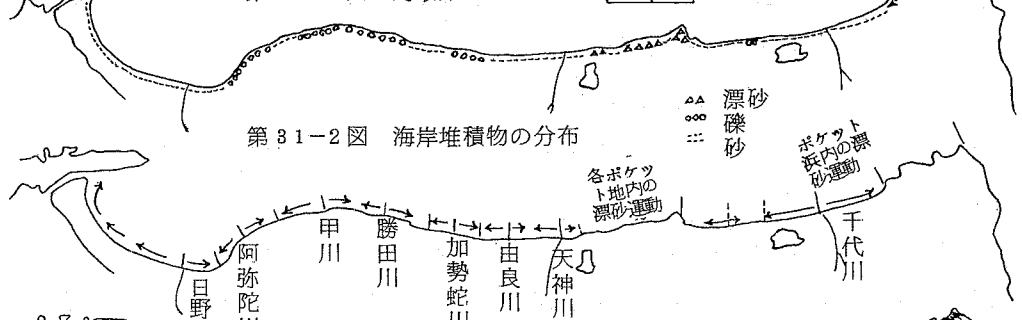 漂砂
礫
砂
第31-2図 海岸堆積物の分布
各ポケッ
ト地内の
漂砂運動
ポケット
浜内の漂
砂運動
日野
阿弥陀川
甲川
勝田川
加勢蛇川
由良川
天神川
千代川